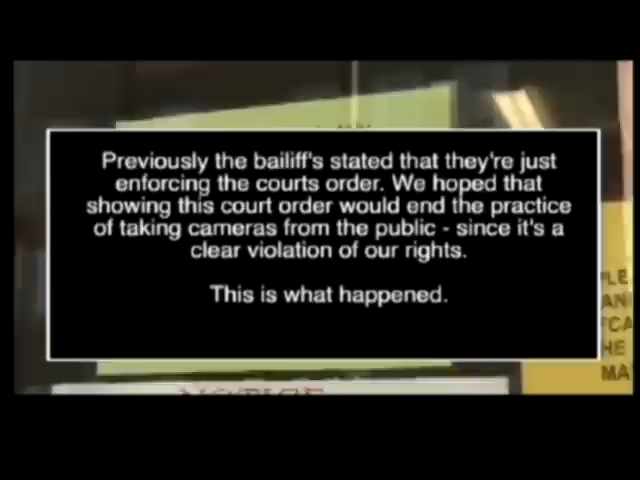 Previously the bailiff's stated that they're just
enforcing the courts order. We hoped that
showing this court order would end the practice
of taking cameras from the public - since it's a
clear violation of our rights.
This is what happened.
NOTICE